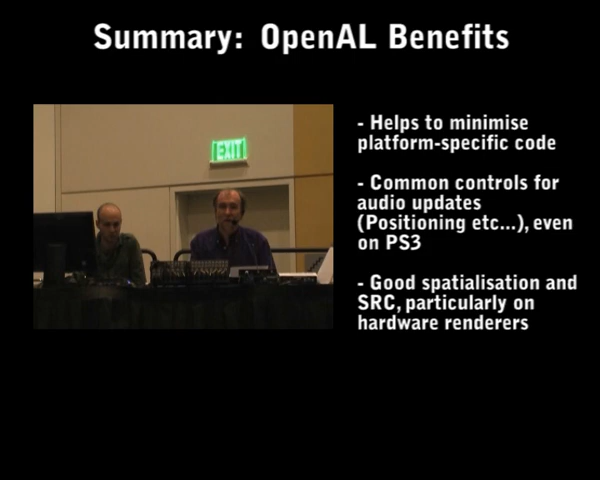 Summary: OpenAL Benefits
EXIT
- Helps to minimise
platform-specific code
- Common controls for
audio updates
(Positioning etc...), even
on PS3
- Good spatialisation and
SRC, particularly on
hardware renderers